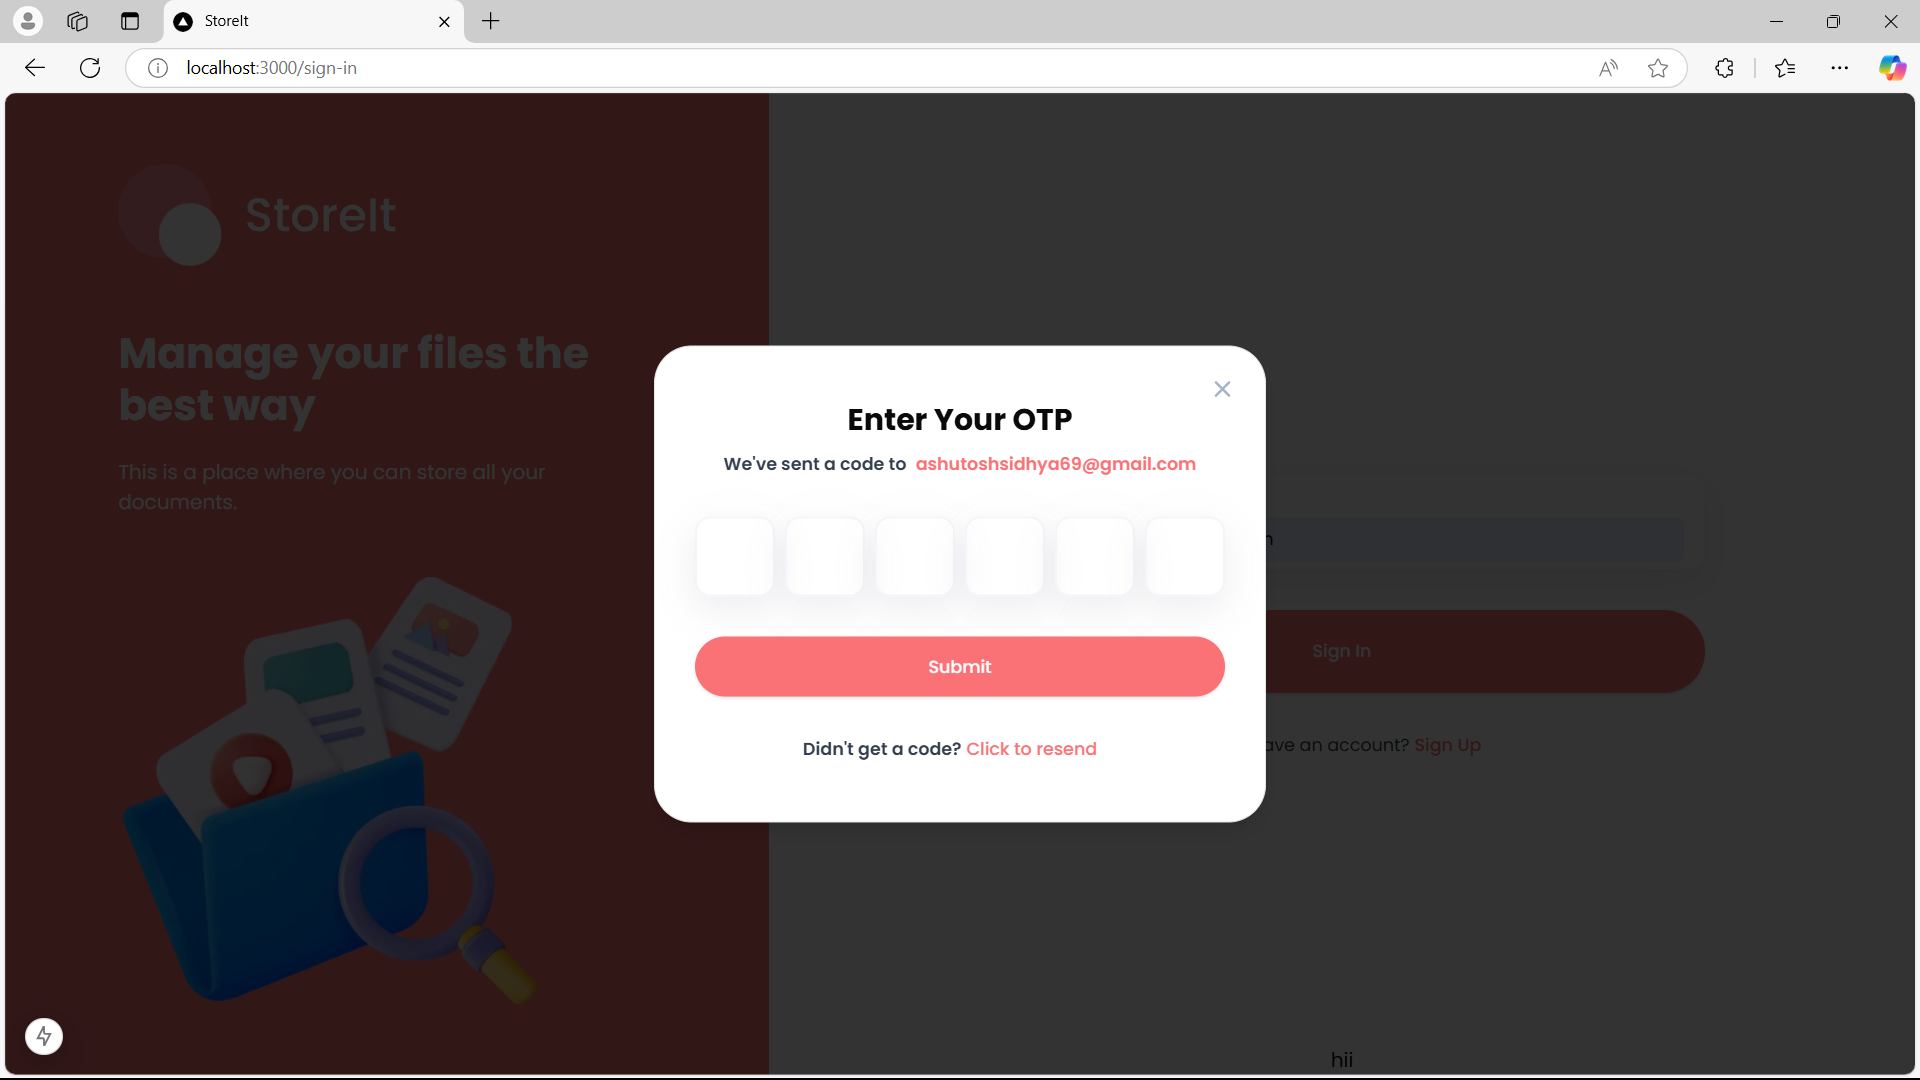 StoreIt
localhost:3000/sign-in
StoreIt
Manage your files the
best way
This is a place where you can store all your
documents.
Enter Your OTP
We've sent a code to ashutoshsidhya69@gmail.com
Submit
Didn't get a code? Click to resend
Sign In
ave an account? Sign Up
hii